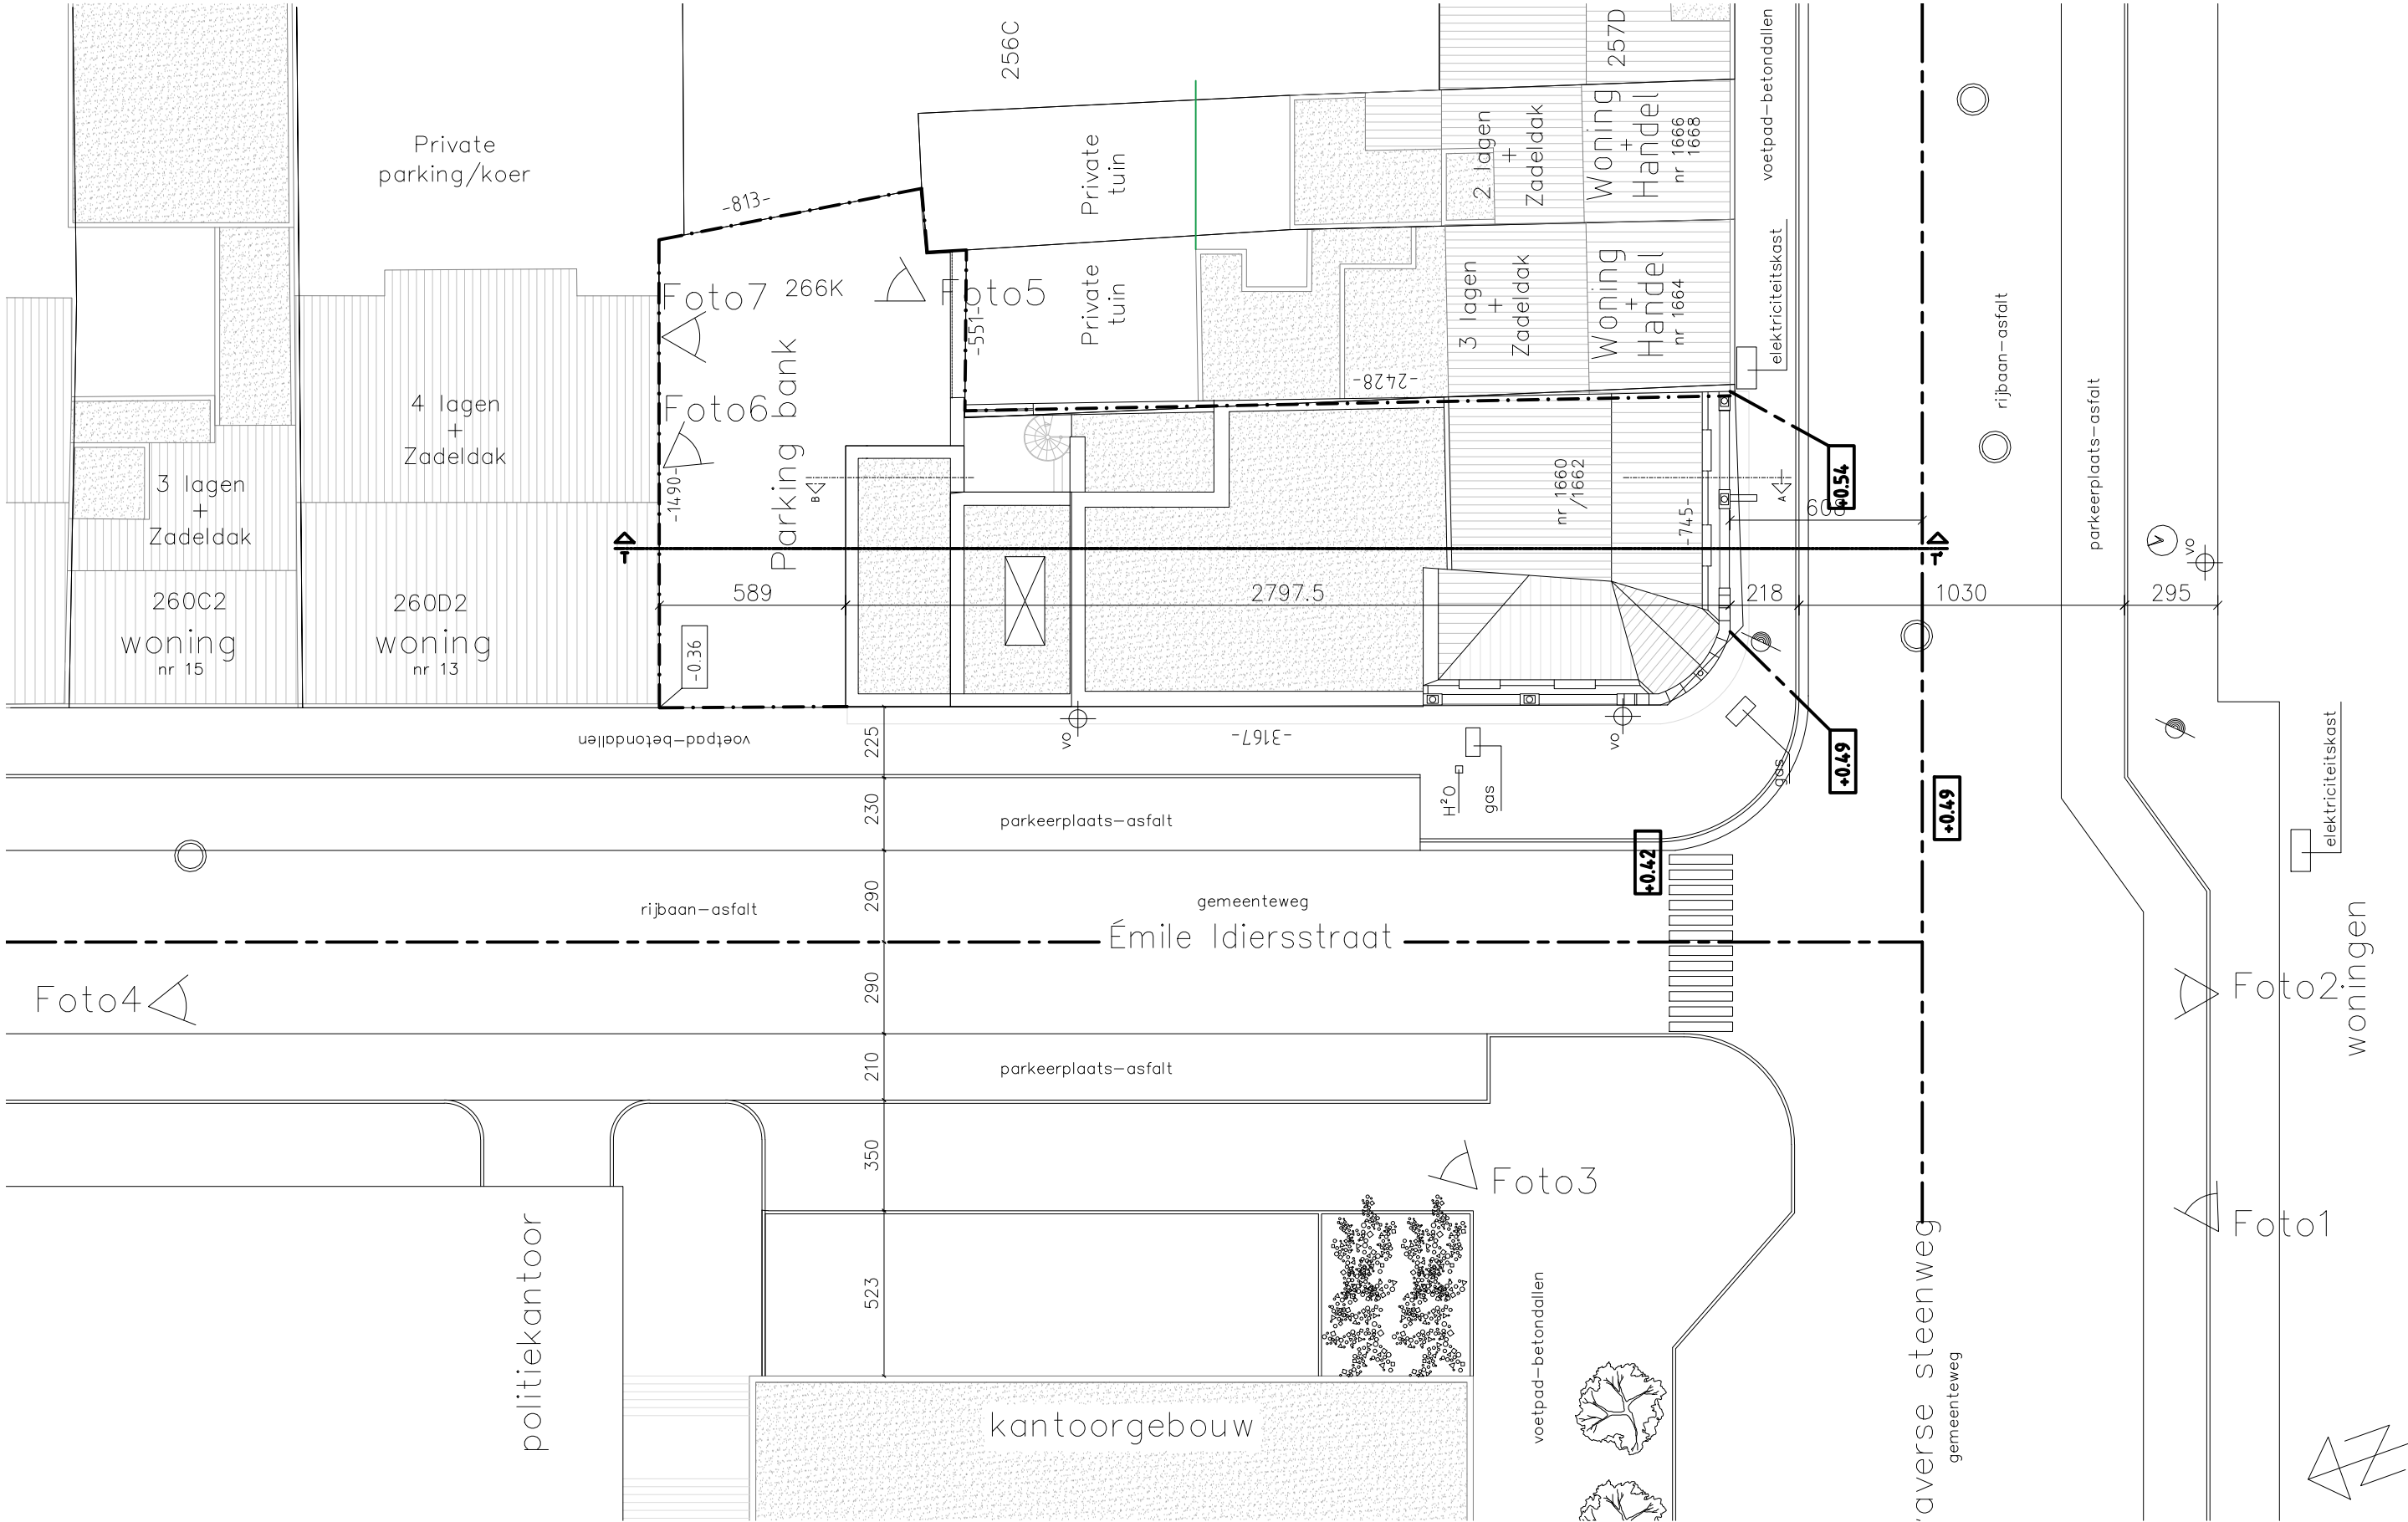 256C
257D
voetpad-betondallen
Private
parking/koer
Private
tuin
2 lagen
+
Zadeldak
Woning
+
Handel
nr 1666
1668
-813-
elektriciteitskast
Foto7
266K
Foto5
-551-
Private
tuin
3 lagen
+
Zadeldak
Woning
+
Handel
nr 1664
rijbaan-asfalt
-2428-
Foto6
Parking bank
4 lagen
+
Zadeldak
3 lagen
+
Zadeldak
-1490-
B
nr 1660
/1662
A
+0.54
608
-745-
parkeerplaats-asfalt
V
vo
T
T'
260C2
woning
nr 15
260D2
woning
nr 13
589
2797.5
218
1030
295
-0.36
voetpad-betondallen
225
vo
-3167-
vo
H²O
gas
gas
+0.49
+0.49
elektriciteitskast
230
parkeerplaats-asfalt
+0.42
290
rijbaan-asfalt
gemeenteweg
Émile Idiersstraat
Foto4
290
Foto2
woningen
210
parkeerplaats-asfalt
350
Foto3
Foto1
politiekantoor
523
voetpad-betondallen
averse steenweg
gemeenteweg
kantoorgebouw
N